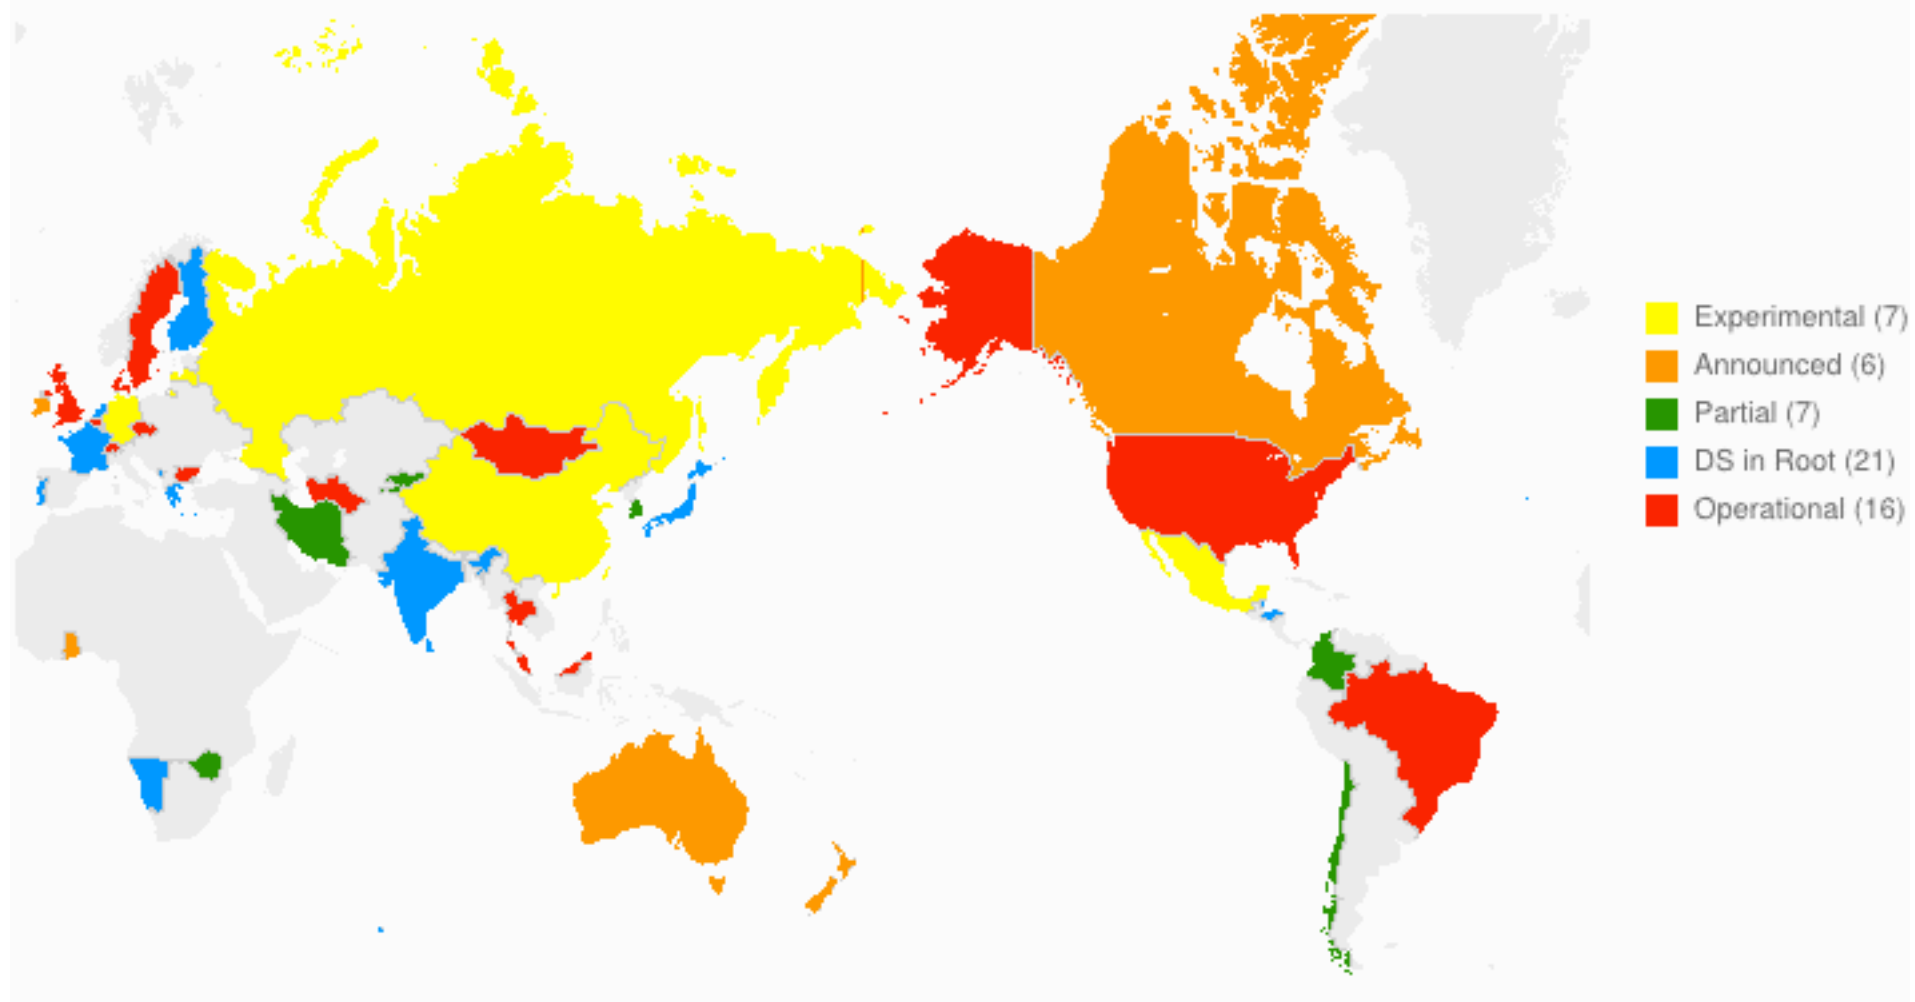 Experimental (7)
Announced (6)
Partial (7)
DS in Root (21)
Operational (16)